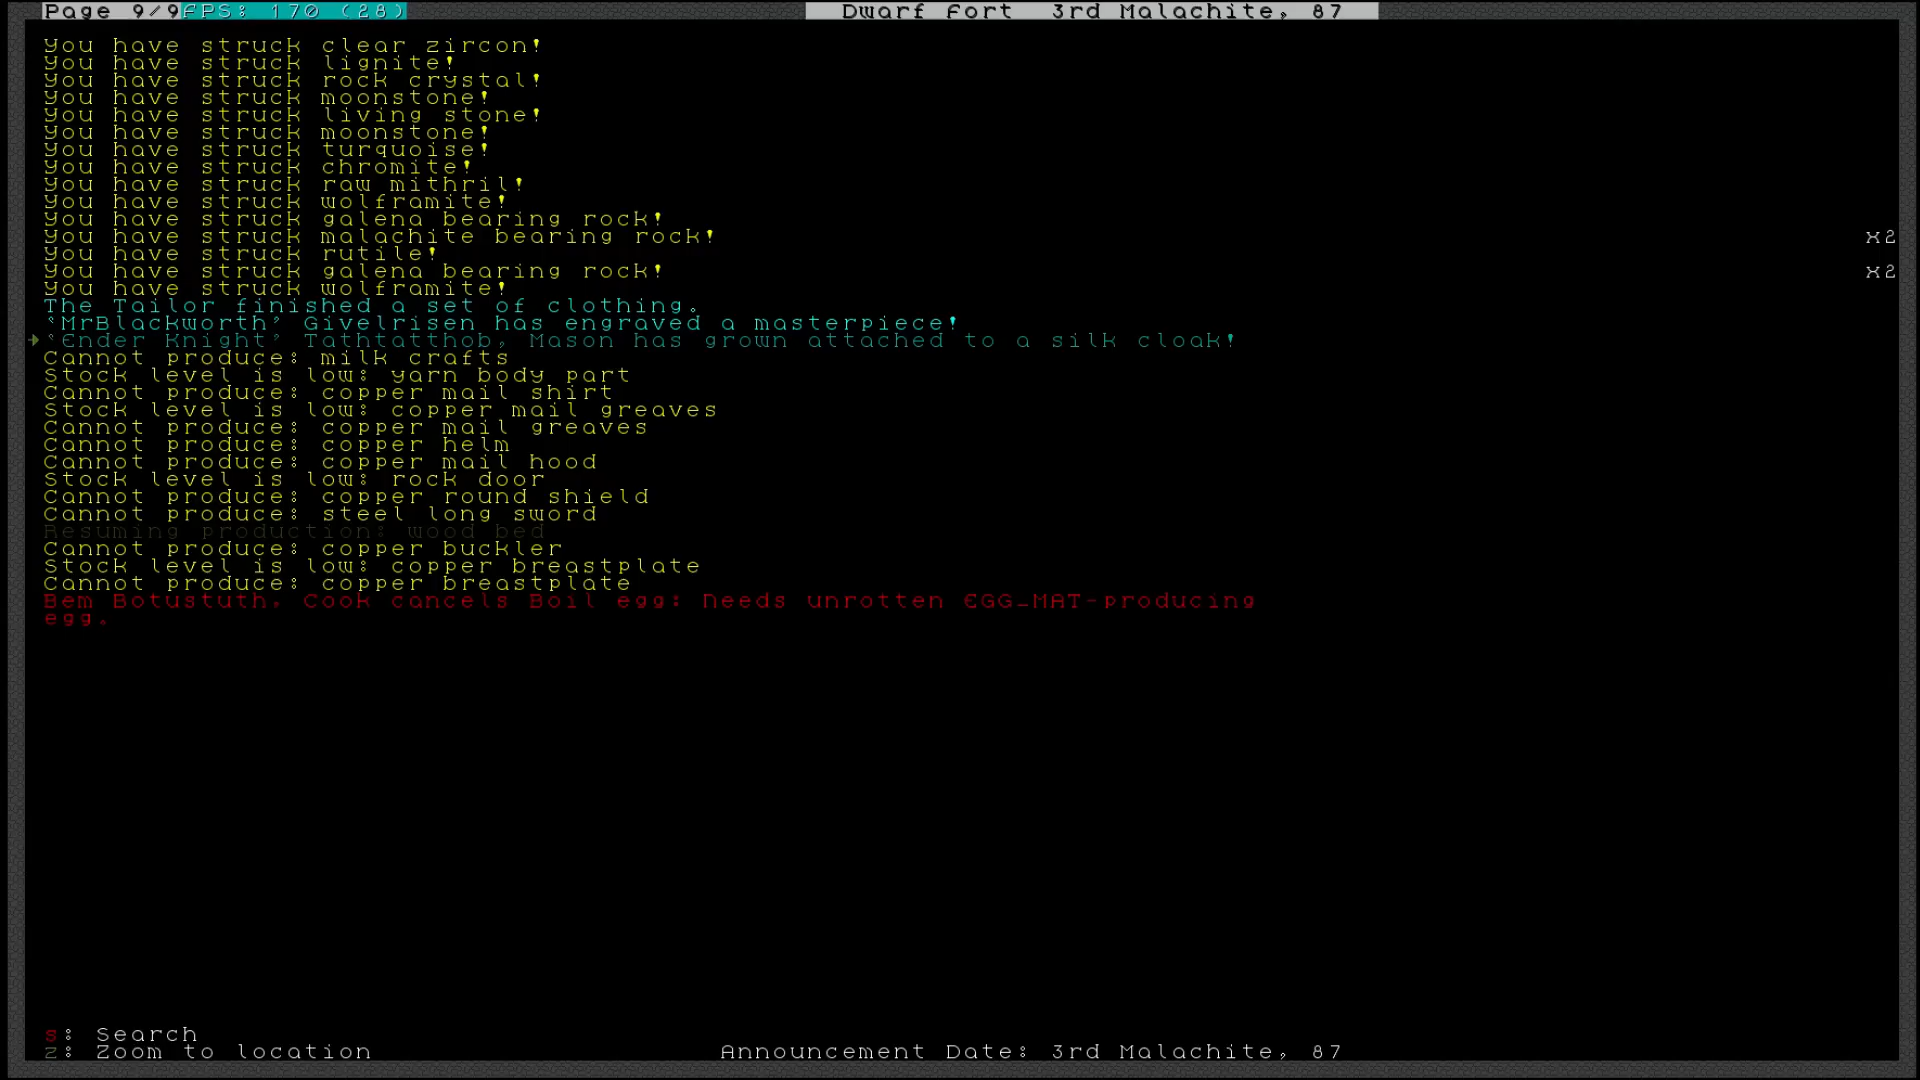 Page 9/9FPS: 170 (28) Dwarf Fort 3rd Malachite, 87
You have struck clear zircon!
You have struck lignite!
You have struck rock crystal!
You have struck moonstone!
You have struck living stone!
You have struck moonstone!
You have struck turquoise!
You have struck chromite!
You have struck raw mithril!
You have struck wolframite!
You have struck galena bearing rock!
You have struck malachite bearing rock! x2
You have struck rutile!
You have struck galena bearing rock! x2
You have struck wolframite!
The Tailor finished a set of clothing.
`MrBlackworth' Givelrisen has engraved a masterpiece!
`Ender Knight' Tathtatthob, Mason has grown attached to a silk cloak!
Cannot produce: milk crafts
Stock level is low: yarn body part
Cannot produce: copper mail shirt
Stock level is low: copper mail greaves
Cannot produce: copper mail greaves
Cannot produce: copper helm
Cannot produce: copper mail hood
Stock level is low: rock door
Cannot produce: copper round shield
Cannot produce: steel long sword
Resuming production: wood bed
Cannot produce: copper buckler
Stock level is low: copper breastplate
Cannot produce: copper breastplate
Bem Botustuth, Cook cancels Boil egg: Needs unrotten EGG_MAT-producing
egg.
s: Search
z: Zoom to location Announcement Date: 3rd Malachite, 87